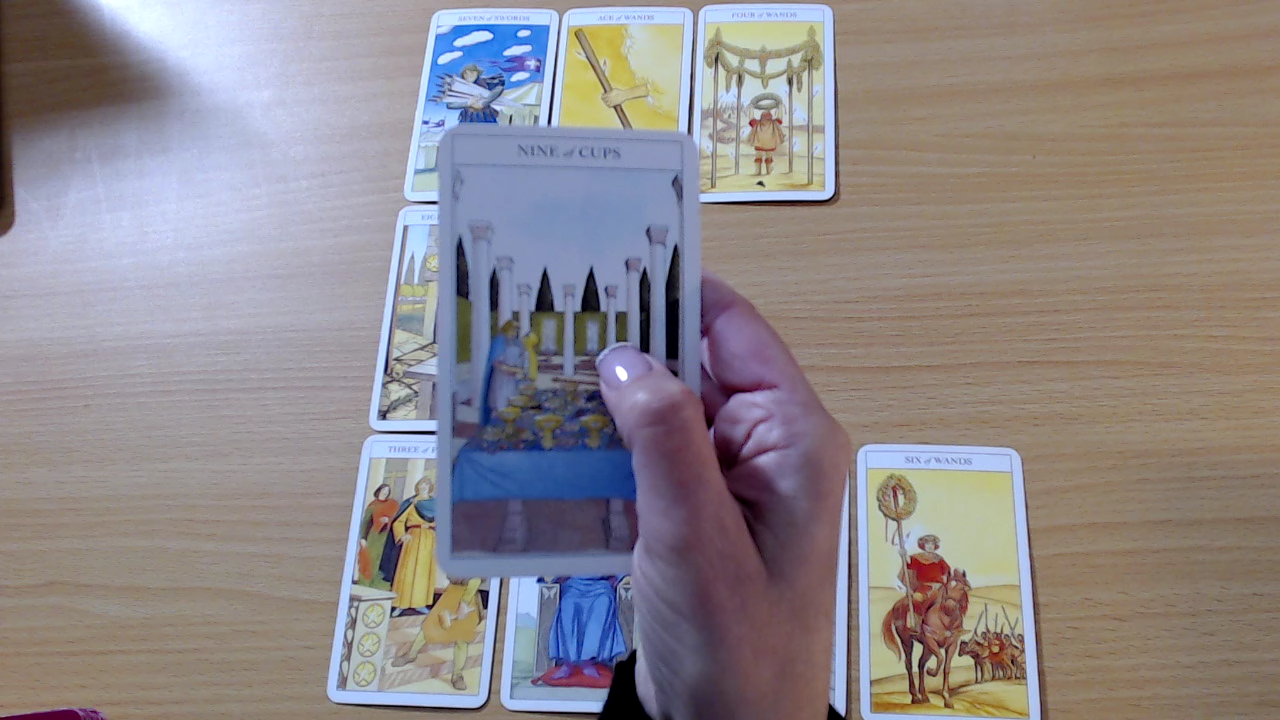 SEVEN of SWORDS
ACE of WANDS
FOUR of WANDS
NINE of CUPS
THREE of
SIX of WANDS